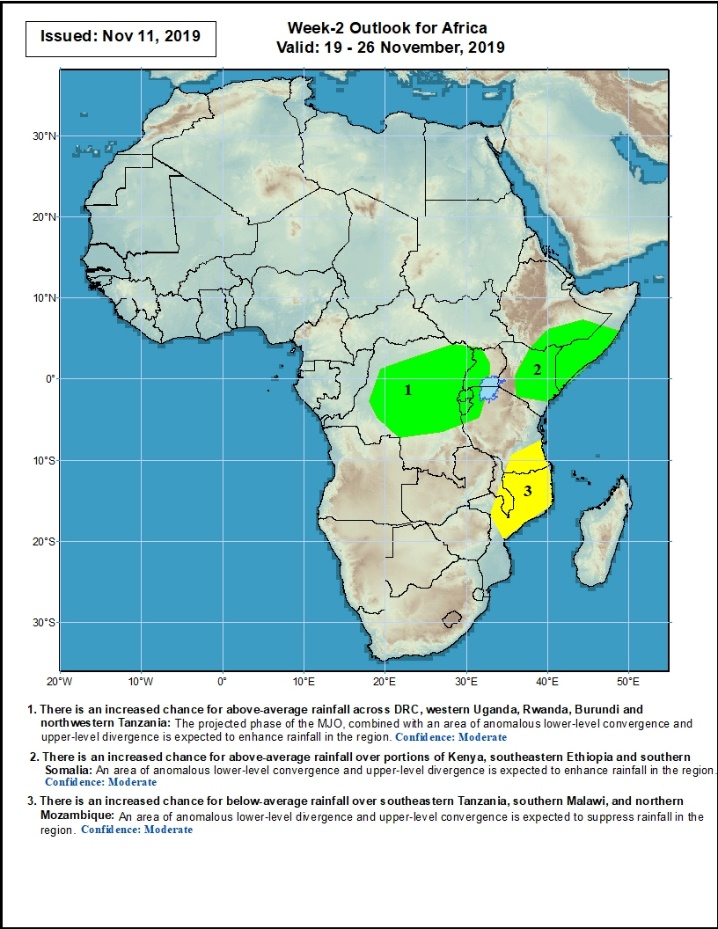 Issued: Nov 11, 2019
Week-2 Outlook for Africa
Valid: 19 - 26 November, 2019
30°N
20°N
10°N
0°
10°S
20°S
30°S
1
2
3
20°W
10°W
0°
10°E
20°E
30°E
40°E
50°E
1. There is an increased chance for above-average rainfall across DRC, western Uganda, Rwanda, Burundi and
northwestern Tanzania: The projected phase of the MJO, combined with an area of anomalous lower-level convergence and
upper-level divergence is expected to enhance rainfall in the region. Confidence: Moderate
2. There is an increased chance for above-average rainfall over portions of Kenya, southeastern Ethiopia and southern
Somalia: An area of anomalous lower-level convergence and upper-level divergence is expected to enhance rainfall in the region.
Confidence: Moderate
3. There is an increased chance for below-average rainfall over southeastern Tanzania, southern Malawi, and northern
Mozambique: An area of anomalous lower-level divergence and upper-level convergence is expected to suppress rainfall in the
region. Confidence: Moderate